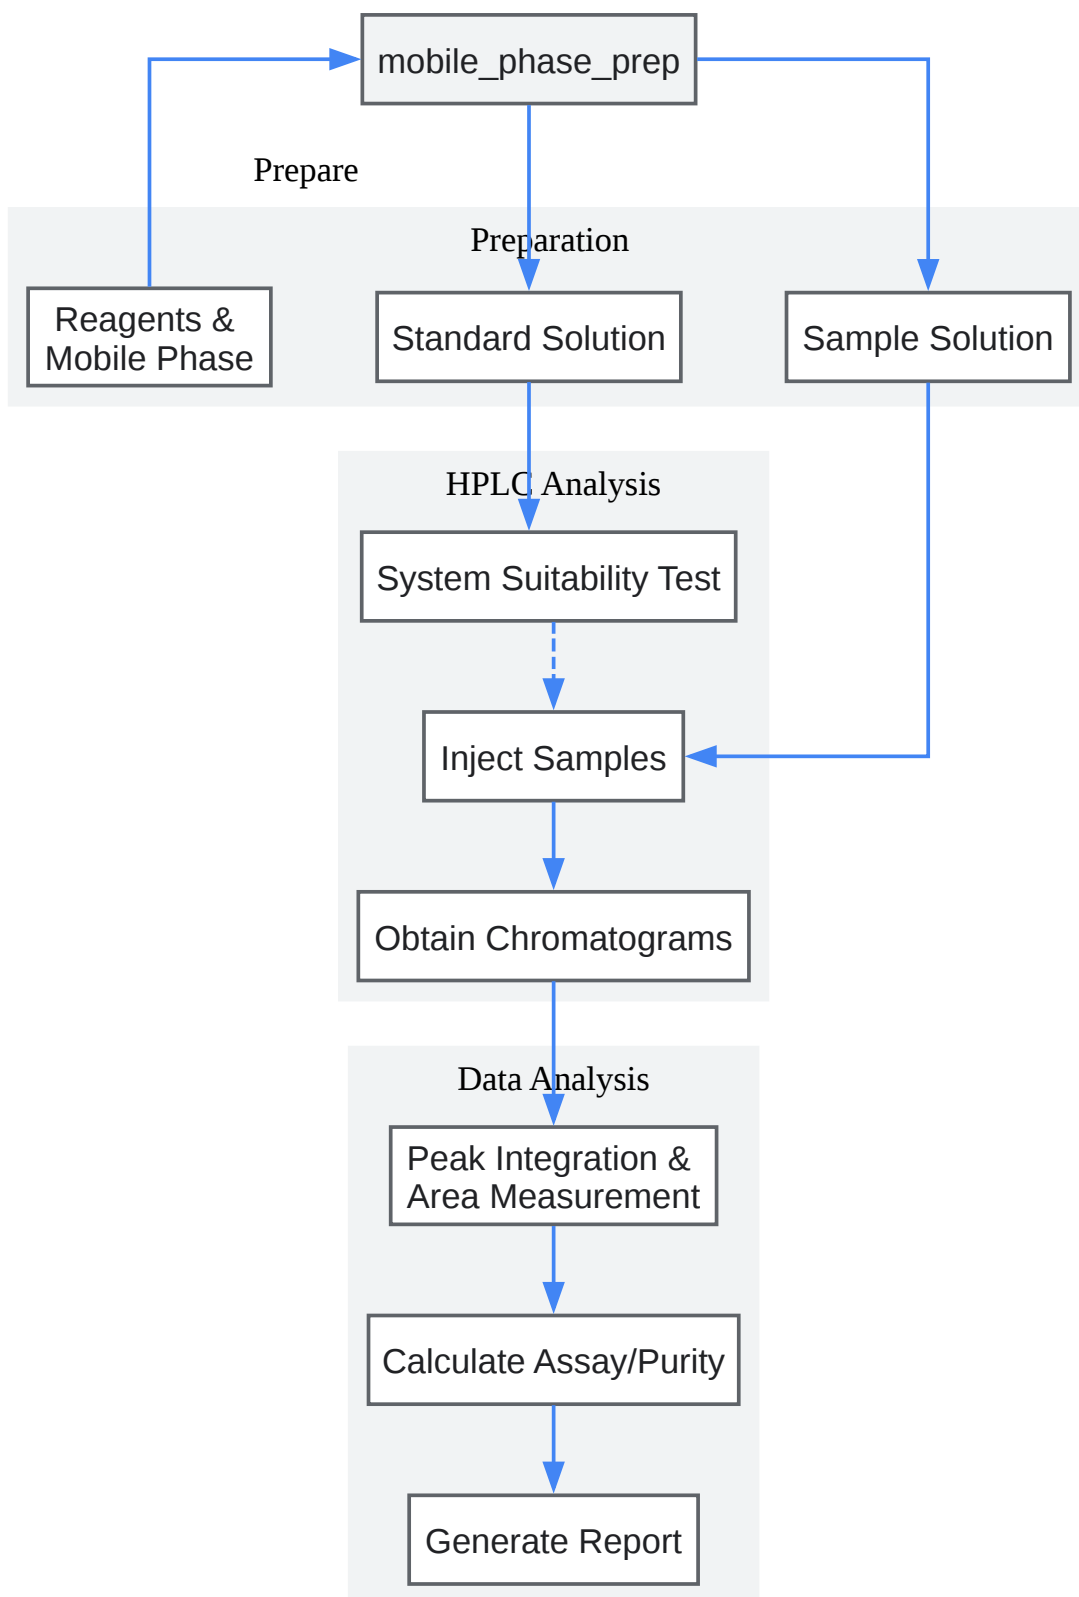 mobile_phase_prep
Prepare
Preparation
Reagents &
Mobile Phase
Standard Solution
Sample Solution
HPLC Analysis
System Suitability Test
Inject Samples
Obtain Chromatograms
Data Analysis
Peak Integration &
Area Measurement
Calculate Assay/Purity
Generate Report